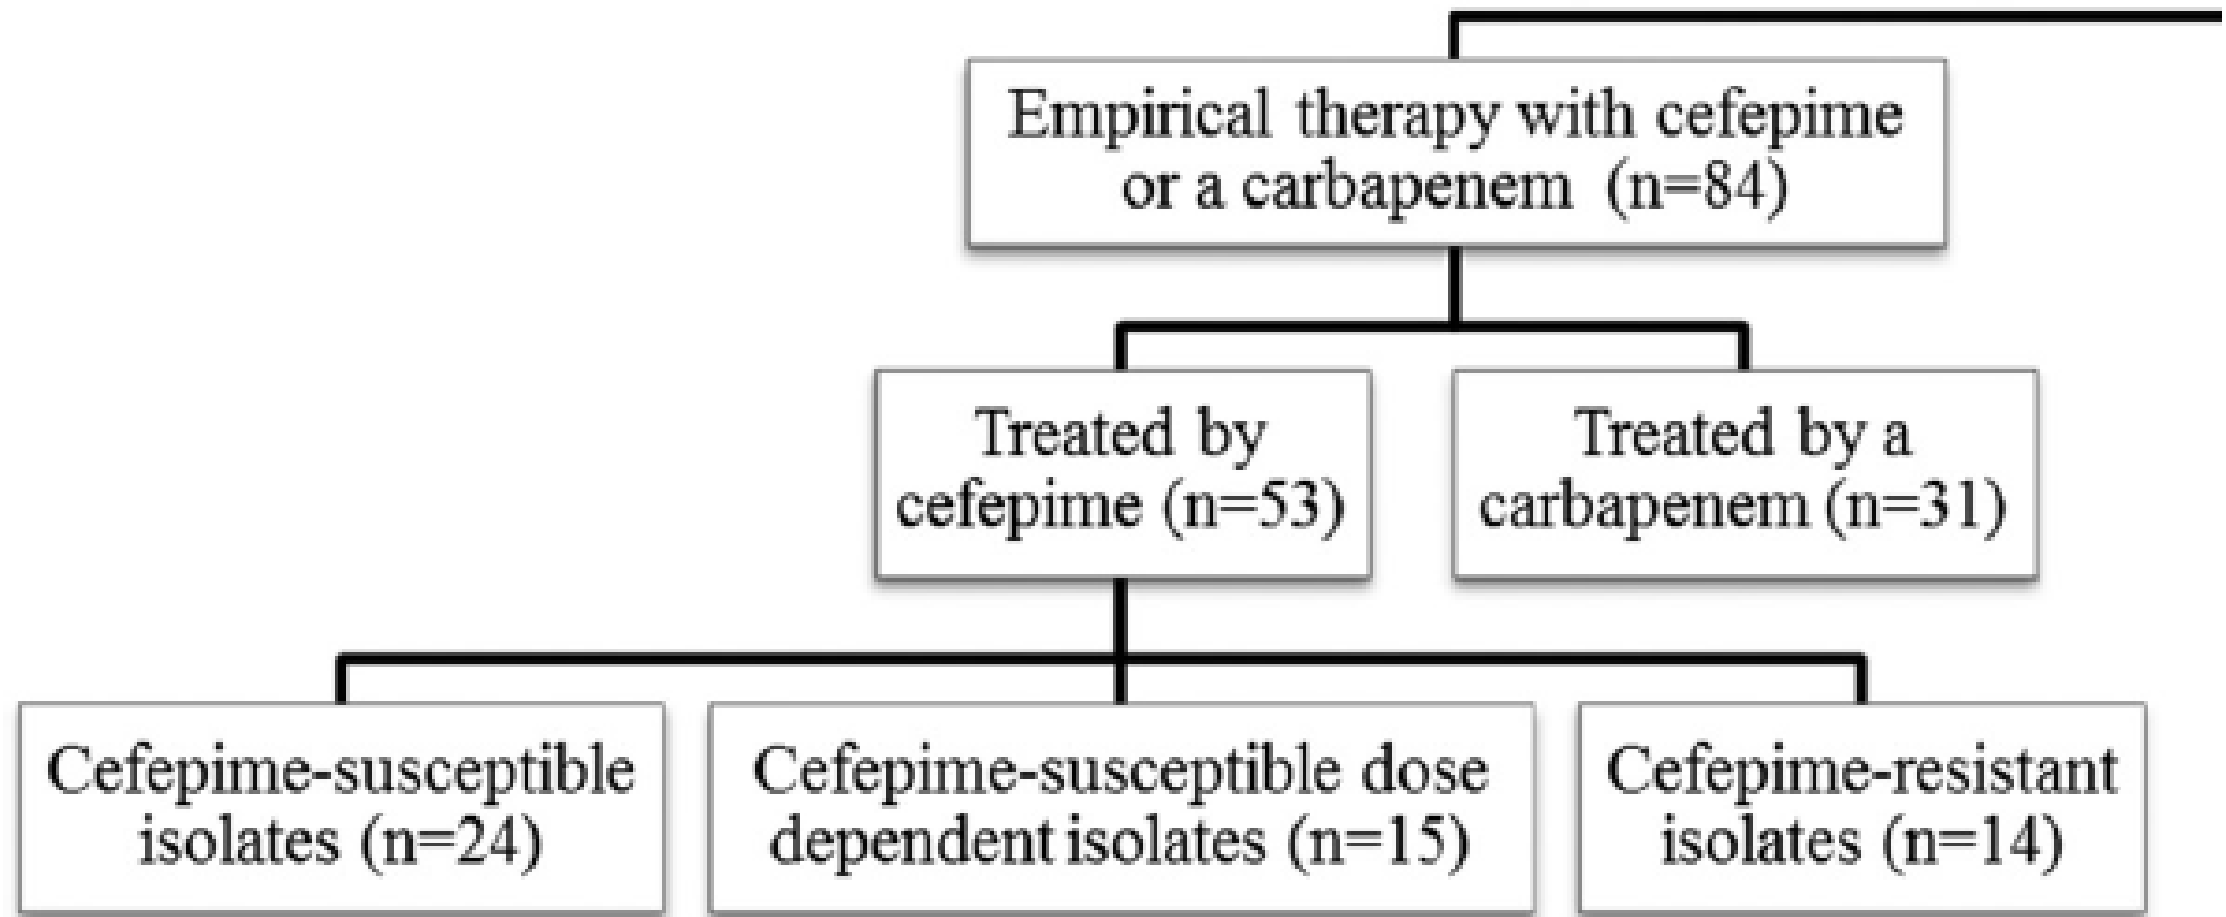 Empirical therapy with cefepime
or a carbapenem (n=84)
Treated by
cefepime (n=53)
Treated by a
carbapenem (n=31)
Cefepime-susceptible
isolates (n=24)
Cefepime-susceptible dose
dependent isolates (n=15)
Cefepime-resistant
isolates (n=14)